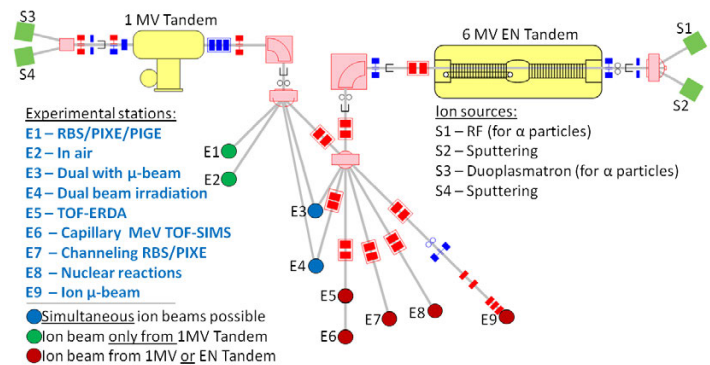 S3
1 MV Tandem
6 MV EN Tandem
S1
S4
S2
Experimental stations:
E1 – RBS/PIXE/PIGE
E2 – In air
E3 – Dual with µ-beam
E4 – Dual beam irradiation
E5 – TOF-ERDA
E6 – Capillary MeV TOF-SIMS
E7 – Channeling RBS/PIXE
E8 – Nuclear reactions
E9 – Ion µ-beam
Simultaneous ion beams possible
Ion beam only from 1MV Tandem
Ion beam from 1MV or EN Tandem
Ion sources:
S1 – RF (for α particles)
S2 – Sputtering
S3 – Duoplasmatron (for α particles)
S4 – Sputtering
E1
E2
E3
E4
E5
E6
E7
E8
E9